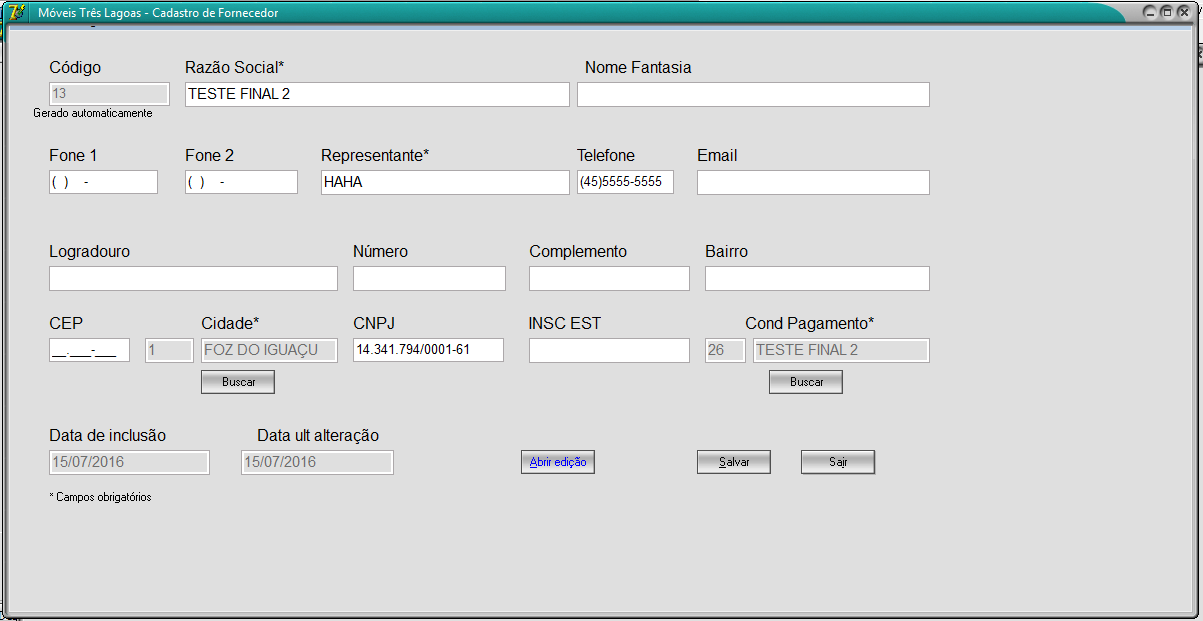 Móveis Três Lagoas - Cadastro de Fornecedor
Código Razão Social* Nome Fantasia
13 TESTE FINAL 2
Gerado automaticamente
Fone 1 Fone 2 Representante* Telefone Email
( ) - ( ) - HAHA (45)5555-5555
Logradouro Número Complemento Bairro
CEP Cidade* CNPJ INSC EST Cond Pagamento*
__.___-___ 1 FOZ DO IGUAÇU 14.341.794/0001-61 26 TESTE FINAL 2
Buscar Buscar
Data de inclusão Data ult alteração
15/07/2016 15/07/2016 Abrir edição Salvar Sair
* Campos obrigatórios